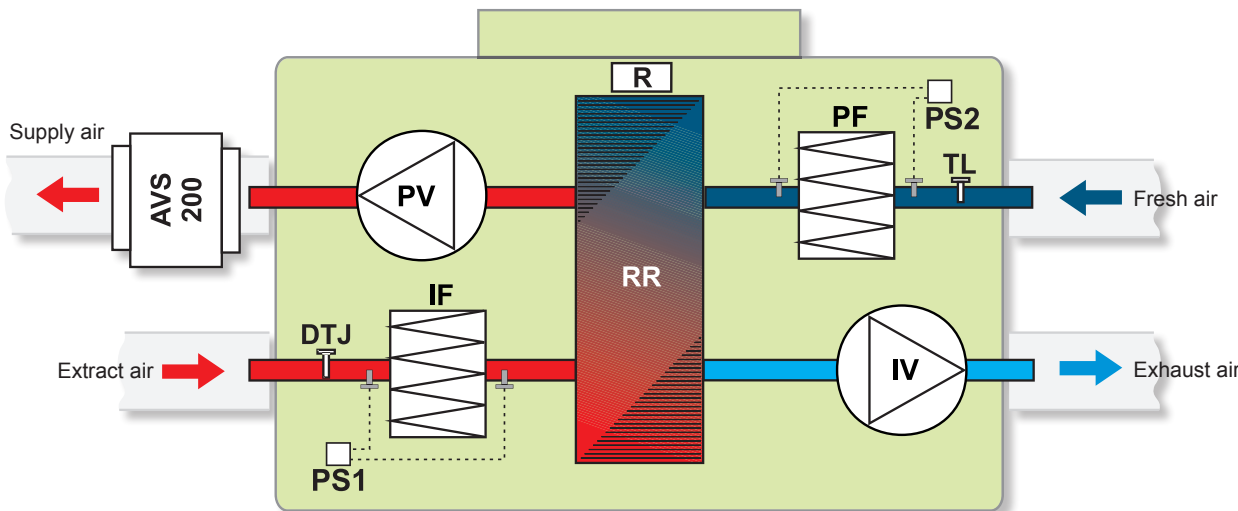 R
PF
PS2
Supply air
TL
AVS
200
PV
Fresh air
RR
IF
DTJ
Extract air
IV
Exhaust air
PS1